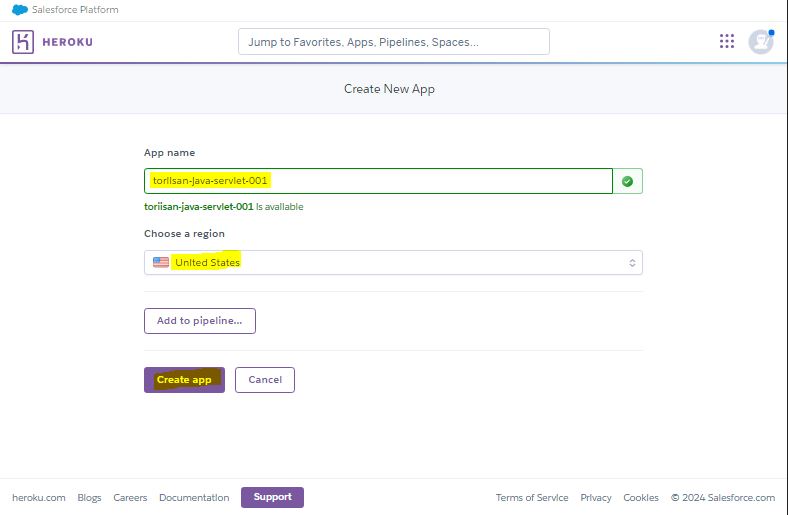 Salesforce Platform
HEROKU
Jump to Favorites, Apps, Pipelines, Spaces...
Create New App
App name
toriisan-java-servlet-001
toriisan-java-servlet-001 is available
Choose a region
United States
Add to pipeline...
Create app Cancel
heroku.com Blogs Careers Documentation Support Terms of Service Privacy Cookies © 2024 Salesforce.com